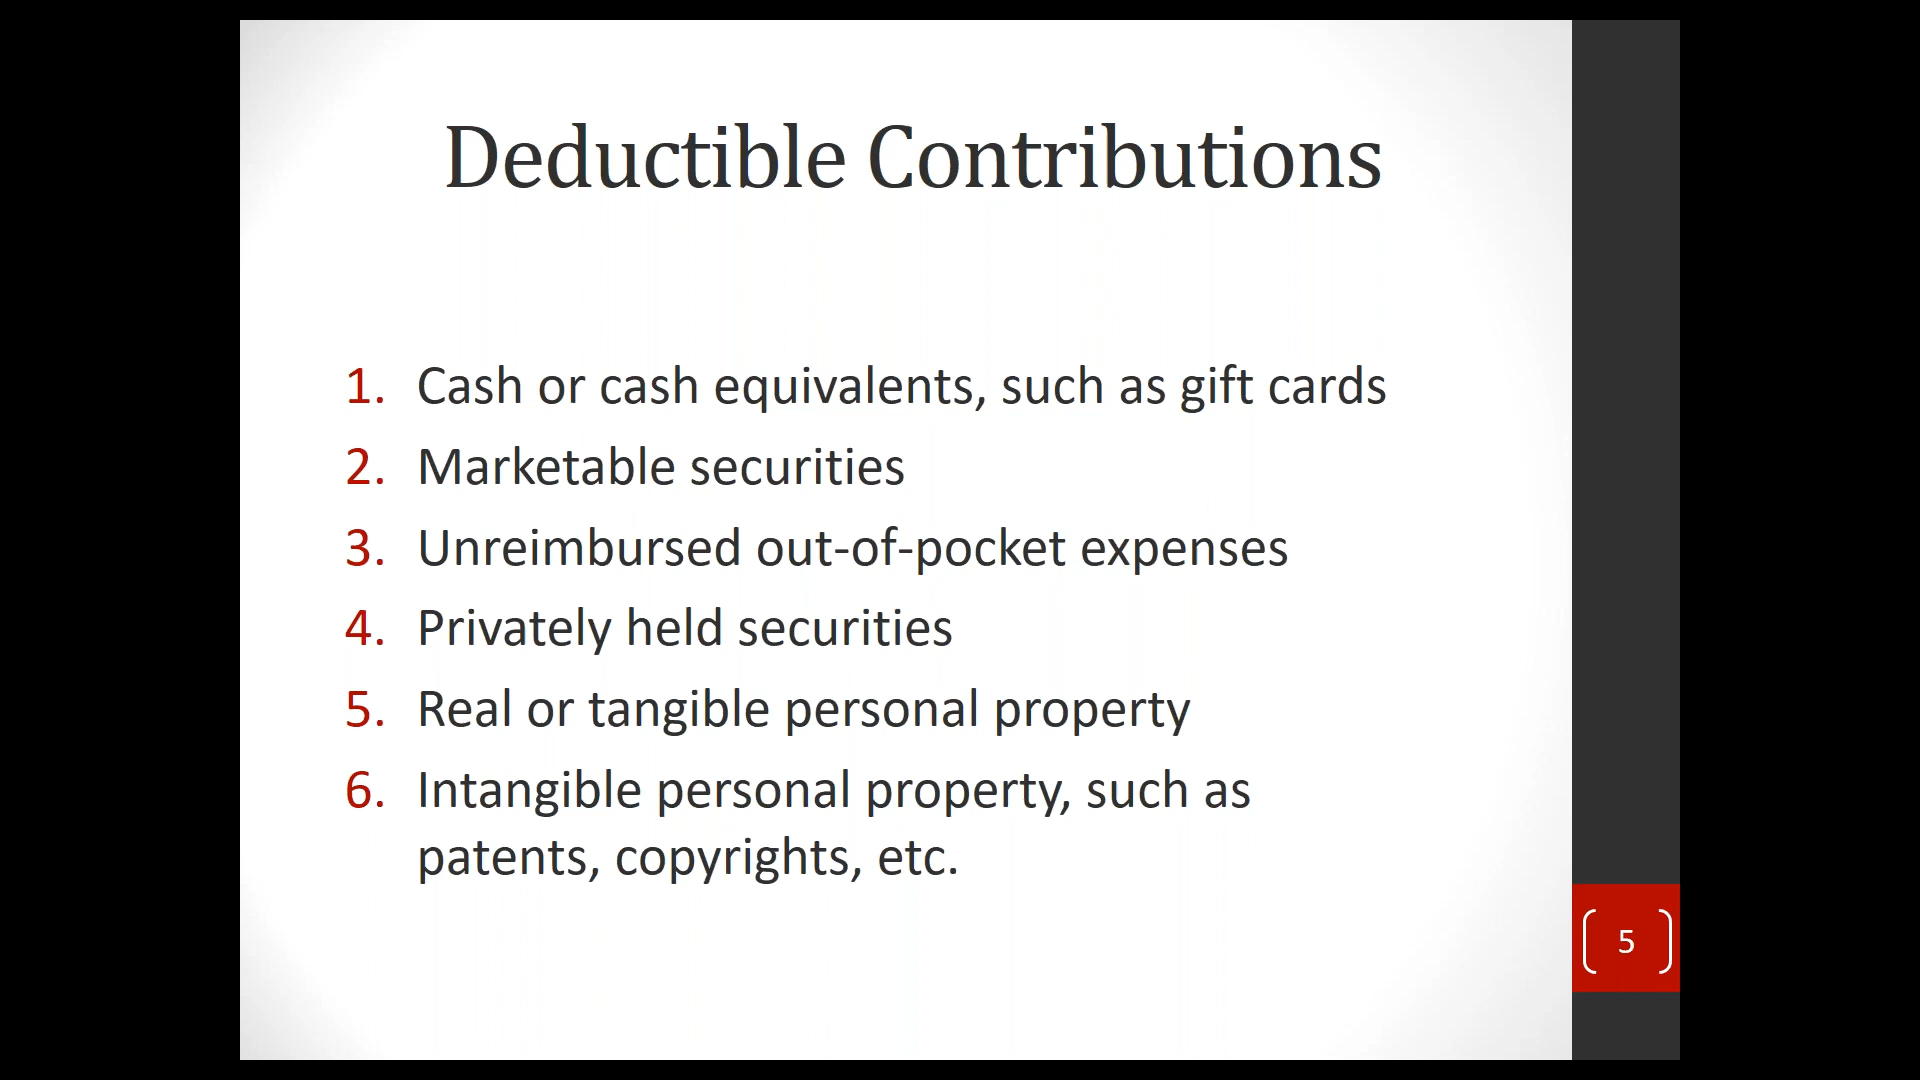 Deductible Contributions
1. Cash or cash equivalents, such as gift cards
2. Marketable securities
3. Unreimbursed out-of-pocket expenses
4. Privately held securities
5. Real or tangible personal property
6. Intangible personal property, such as
patents, copyrights, etc.
5